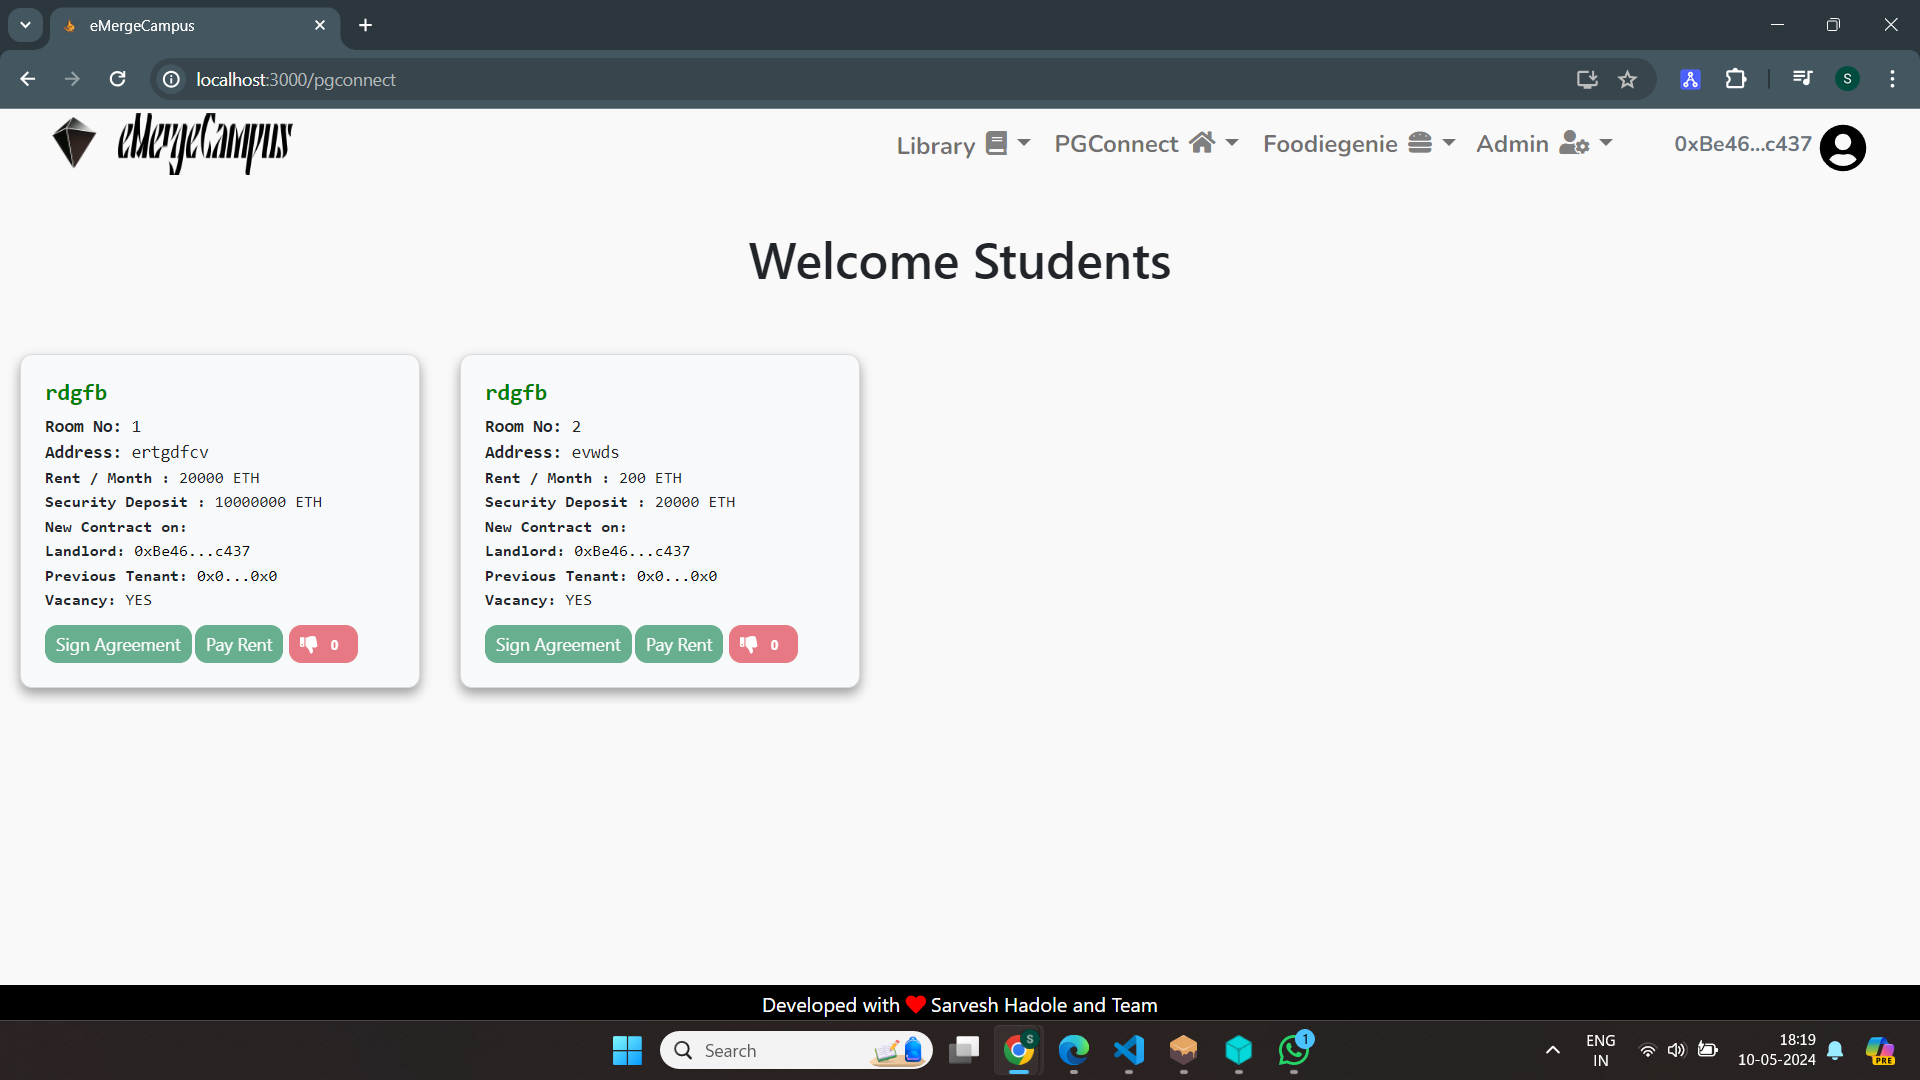 eMergeCampus
localhost:3000/pgconnect
S
eMergeCampus
Library
PGConnect
Foodiegenie
Admin
0xBe46...c437
Welcome Students
rdgfb
Room No: 1
Address: ertgdfcv
Rent / Month : 20000 ETH
Security Deposit : 10000000 ETH
New Contract on:
Landlord: 0xBe46...c437
Previous Tenant: 0x0...0x0
Vacancy: YES
Sign Agreement
Pay Rent
0
rdgfb
Room No: 2
Address: evwds
Rent / Month : 200 ETH
Security Deposit : 20000 ETH
New Contract on:
Landlord: 0xBe46...c437
Previous Tenant: 0x0...0x0
Vacancy: YES
Sign Agreement
Pay Rent
0
Developed with ❤ Sarvesh Hadole and Team
Search
S
1
ENG
IN
18:19
10-05-2024
PRE